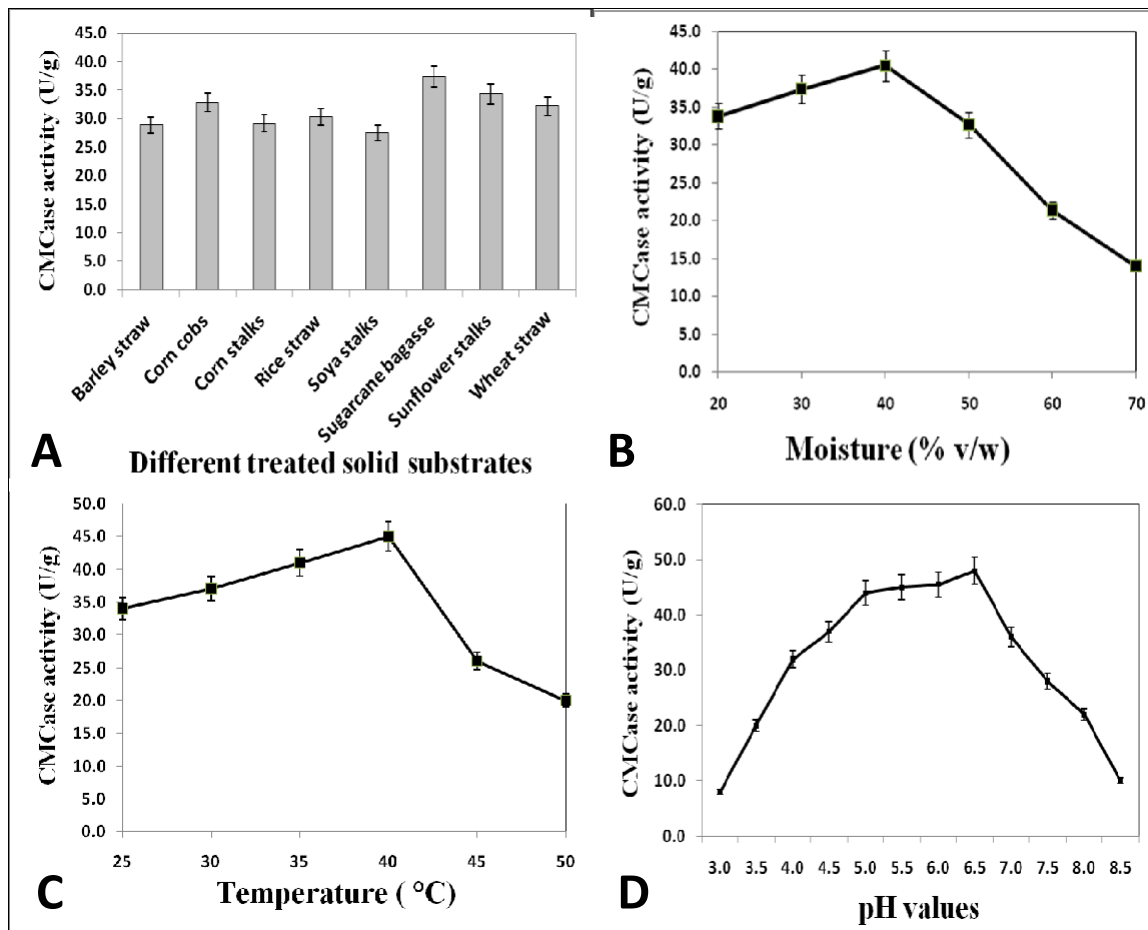 CMCase activity (U/g)
45.0
40.0
35.0
30.0
25.0
20.0
15.0
10.0
5.0
0.0
Barley straw
Corn cobs
Corn stalks
Rice straw
Soya stalks
Sugarcane bagasse
Sunflower stalks
Wheat straw
A
Different treated solid substrates
CMCase activity (U/g)
45.0
40.0
35.0
30.0
25.0
20.0
15.0
10.0
5.0
0.0
20 30 40 50 60 70
B
Moisture (% v/w)
CMCase activity (U/g)
50.0
45.0
40.0
35.0
30.0
25.0
20.0
15.0
10.0
5.0
0.0
25 30 35 40 45 50
C
Temperature ( °C)
CMCase activity (U/g)
60.0
50.0
40.0
30.0
20.0
10.0
0.0
3.0 3.5 4.0 4.5 5.0 5.5 6.0 6.5 7.0 7.5 8.0 8.5
D
pH values